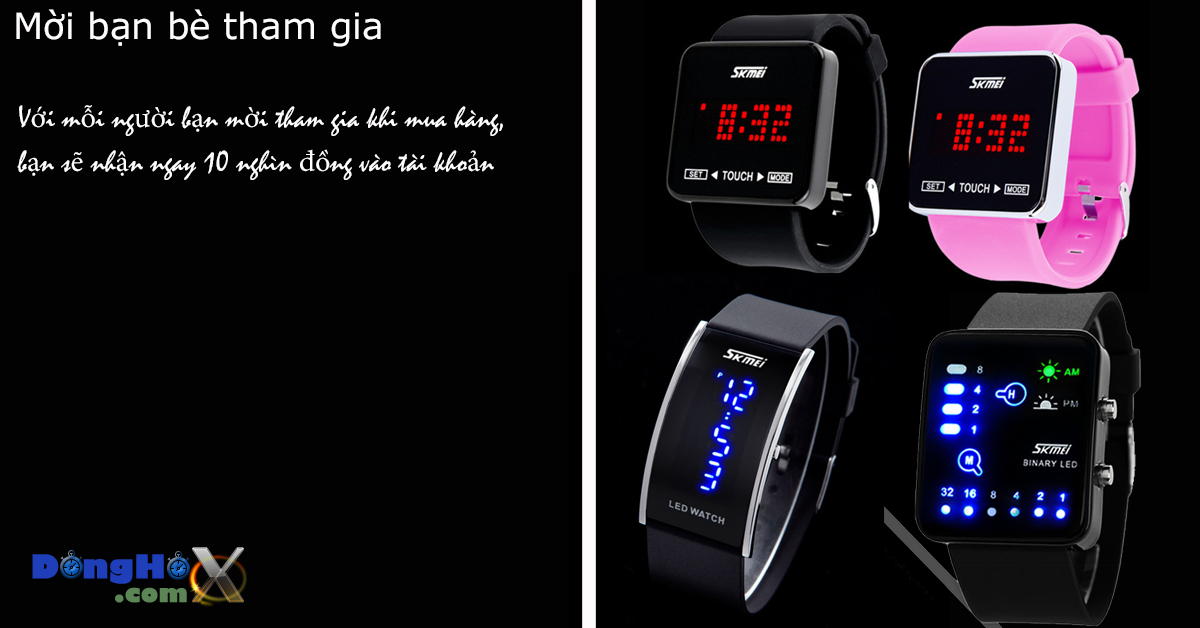 Mời bạn bè tham gia
Với mỗi người bạn mời tham gia khi mua hàng,
bạn sẽ nhận ngay 10 nghìn đồng vào tài khoản
DongHoX
.com
SKMEI
8:32
SET ◀ TOUCH ▶ MODE
SKMEI
8:32
SET ◀ TOUCH ▶ MODE
SKMEI
P
LED WATCH
8
4
2
1
H
AM
PM
SKMEI
BINARY LED
M
32 16 8 4 2 1